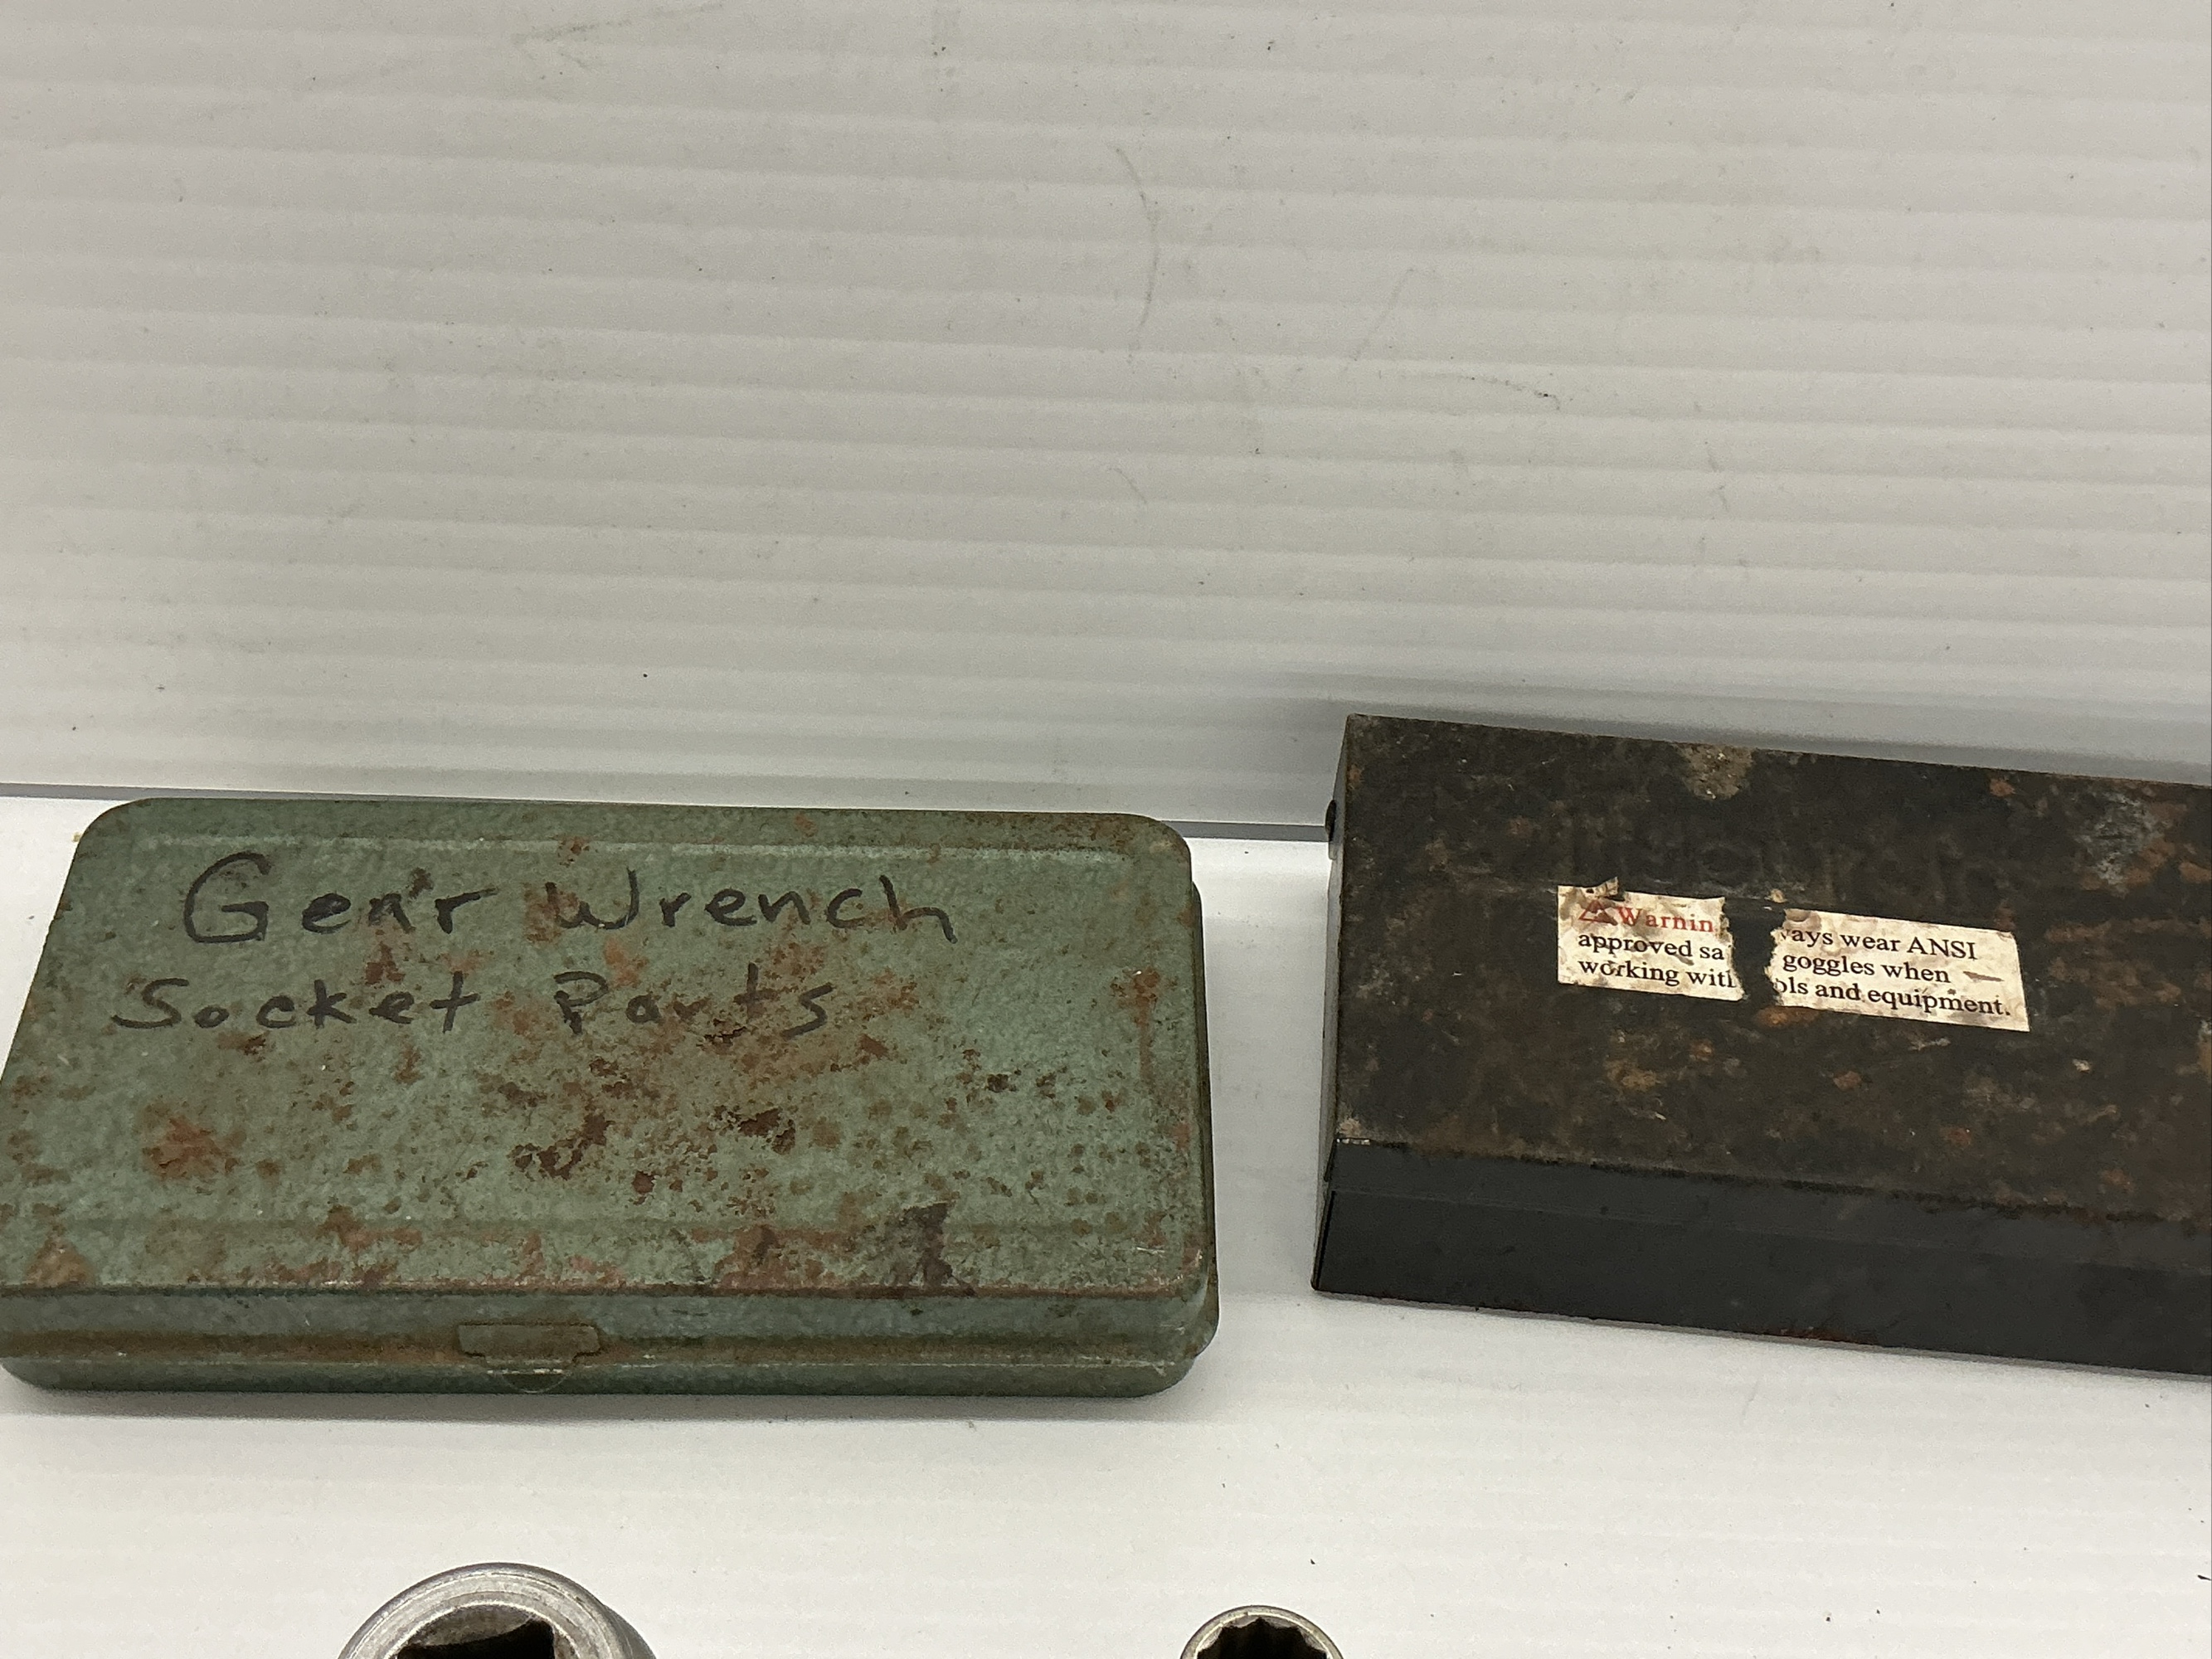 Gear Wrench
Socket Parts
Warnin ways wear ANSI
approved sa goggles when
working with ols and equipment.